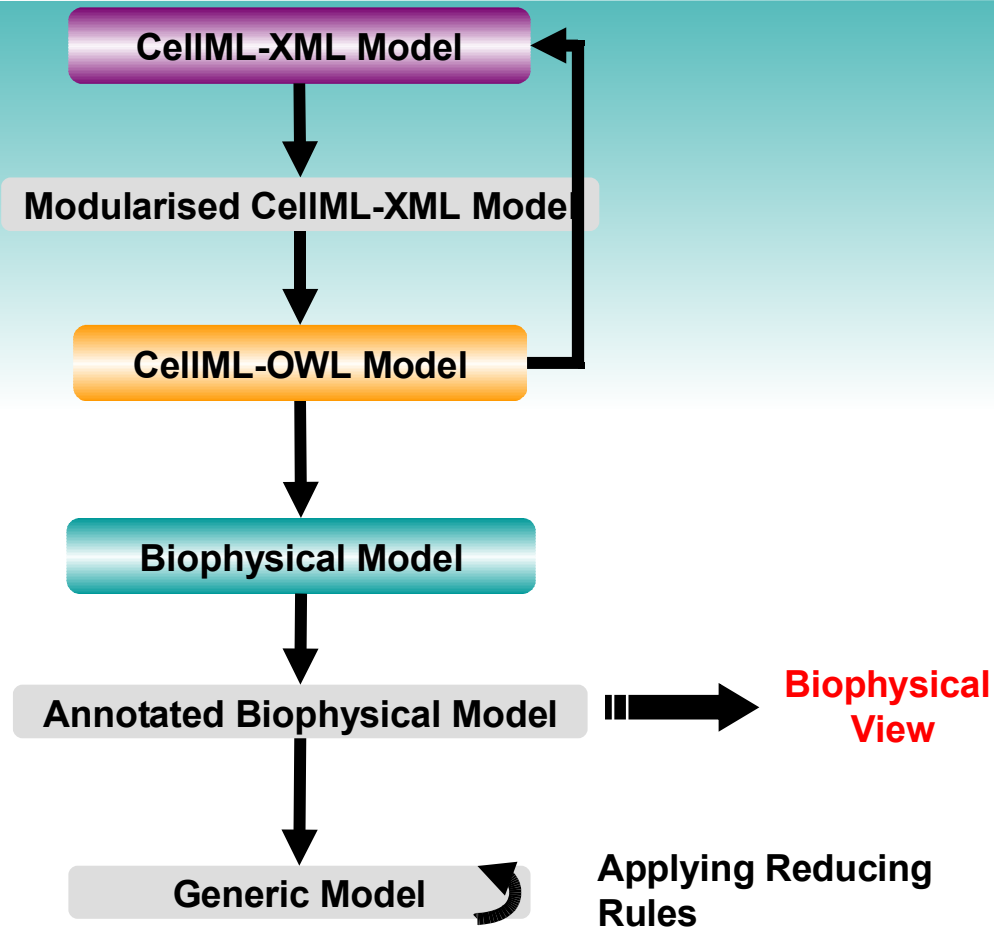 CellML-XML Model
Modularised CellML-XML Model
CellML-OWL Model
Biophysical Model
Annotated Biophysical Model
Biophysical
View
Generic Model
Applying Reducing
Rules